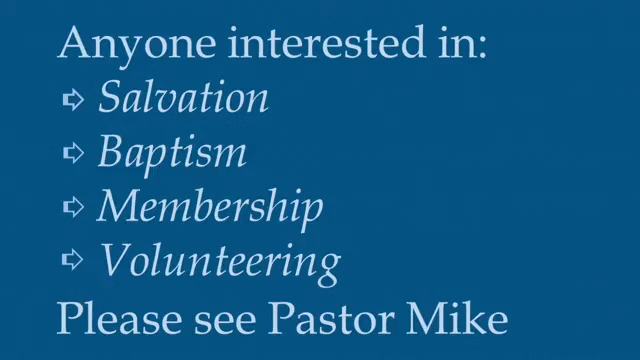 Anyone interested in:
➪ Salvation
➪ Baptism
➪ Membership
➪ Volunteering
Please see Pastor Mike